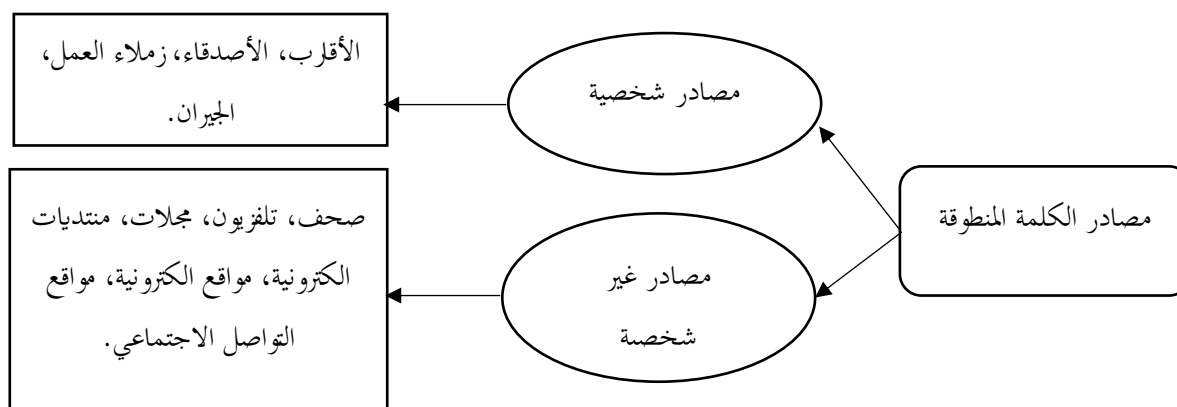 مصادر الكلمة المنطوقة
مصادر شخصية
الأقارب، الأصدقاء، زملاء العمل،
الجيران.
مصادر غير
شخصية
صحف، تلفزيون، مجلات، منتديات
الكترونية، مواقع الكترونية، مواقع
التواصل الاجتماعي.